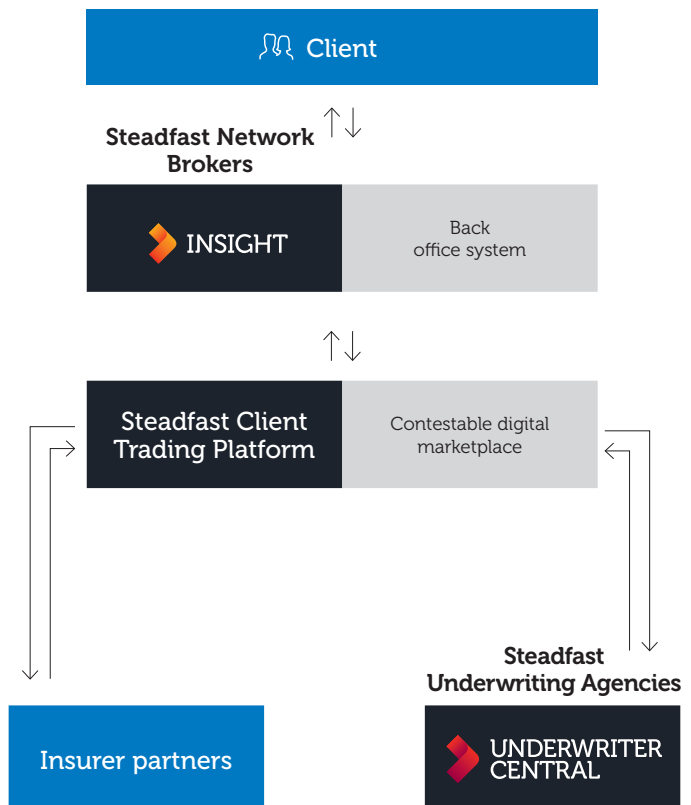 Client
Steadfast Network
Brokers
INSIGHT
Back
office system
Steadfast Client
Trading Platform
Contestable digital
marketplace
Steadfast
Underwriting Agencies
Insurer partners
UNDERWRITER
CENTRAL